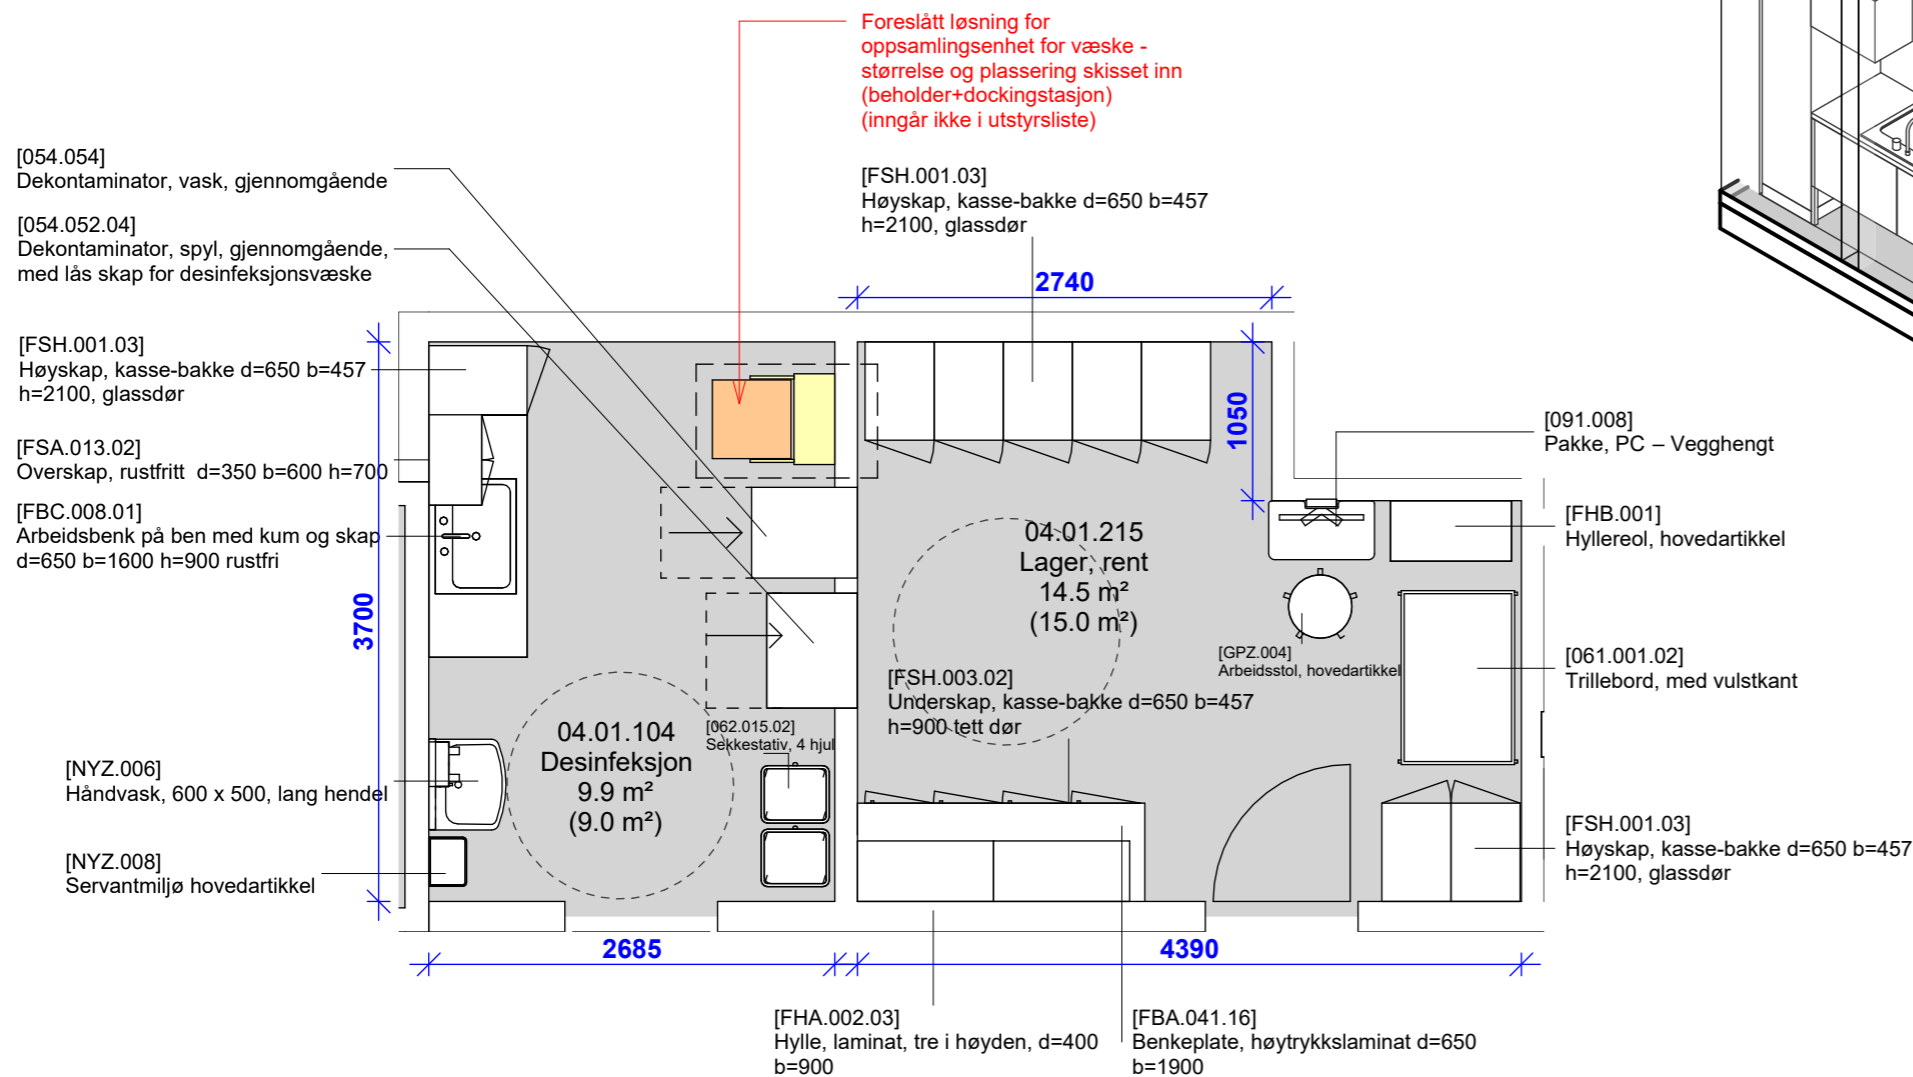 Foreslått løsning for
oppsamlingsenhet for væske -
størrelse og plassering skisset inn
(beholder+dockingstasjon)
(inngår ikke i utstyrsliste)
[054.054]
Dekontaminator, vask, gjennomgående
[054.052.04]
Dekontaminator, spyl, gjennomgående,
med lås skap for desinfeksjonsvæske
[FSH.001.03]
Høyskap, kasse-bakke d=650 b=457
h=2100, glassdør
[FSH.001.03]
Høyskap, kasse-bakke d=650 b=457
h=2100, glassdør
[FSA.013.02]
Overskap, rustfritt d=350 b=600 h=700
[FBC.008.01]
Arbeidsbenk på ben med kum og skap
d=650 b=1600 h=900 rustfri
[NYZ.006]
Håndvask, 600 x 500, lang hendel
[NYZ.008]
Servantmiljø hovedartikkel
2740
1050
3700
04.01.215
Lager, rent
14.5 m²
(15.0 m²)
[FSH.003.02]
Underskap, kasse-bakke d=650 b=457
h=900 tett dør
[GPZ.004]
Arbeidsstol, hovedartikkel
[062.015.02]
Sekkestativ, 4 hjul
04.01.104
Desinfeksjon
9.9 m²
(9.0 m²)
[091.008]
Pakke, PC – Vegghengt
[FHB.001]
Hyllereol, hovedartikkel
[061.001.02]
Trillebord, med vulstkant
[FSH.001.03]
Høyskap, kasse-bakke d=650 b=457
h=2100, glassdør
2685
4390
[FHA.002.03]
Hylle, laminat, tre i høyden, d=400
b=900
[FBA.041.16]
Benkeplate, høytrykkslaminat d=650
b=1900